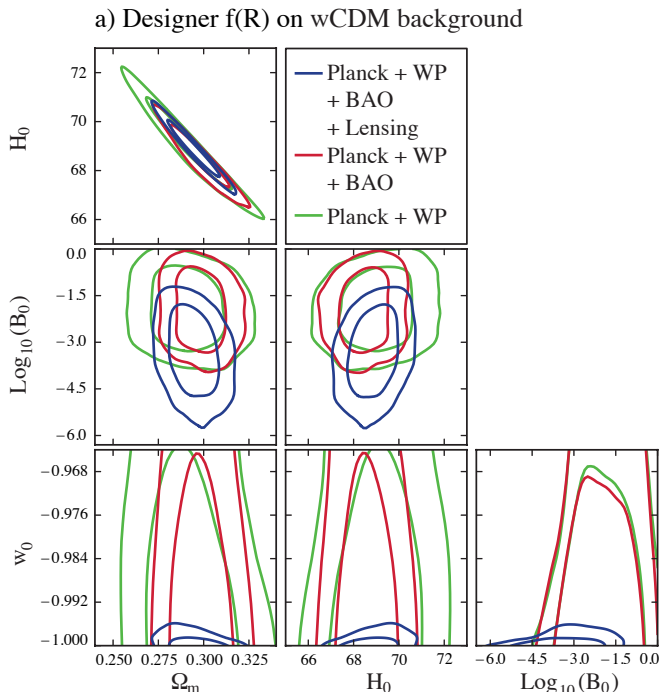 a) Designer f(R) on wCDM background
H₀
72
70
68
66
Planck + WP
+ BAO
+ Lensing
Planck + WP
+ BAO
Planck + WP
Log₁₀(B₀)
0.0
−1.5
−3.0
−4.5
−6.0
w₀
−0.968
−0.976
−0.984
−0.992
−1.000
0.250 0.275 0.300 0.325 66 68 70 72 −6.0 −4.5 −3.0 −1.5 0.0
Ωₘ H₀ Log₁₀(B₀)